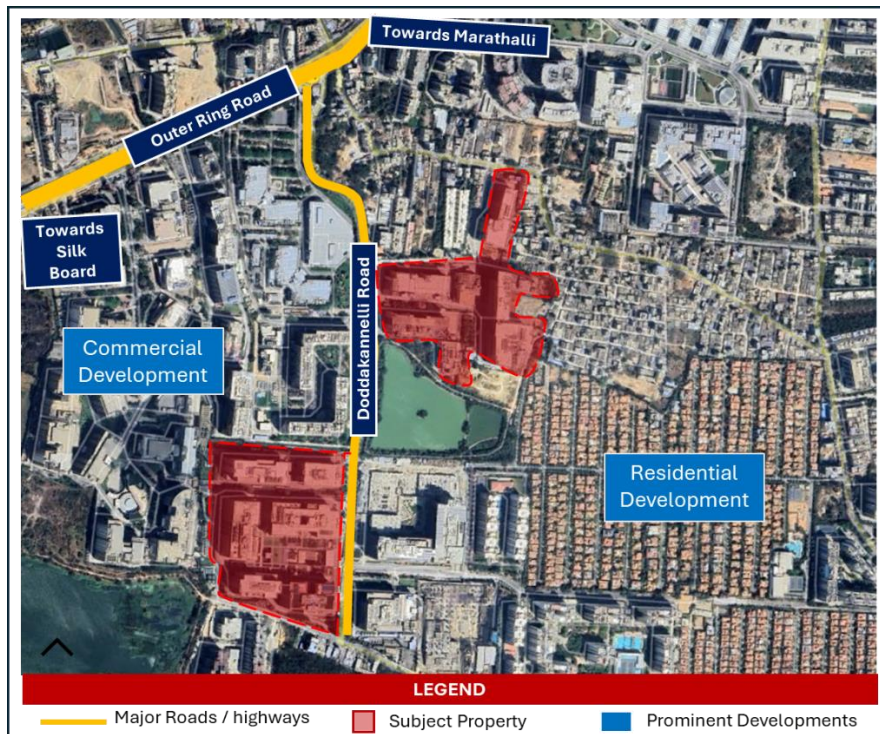 Towards Marathalli
Outer Ring Road
Towards
Silk
Board
Doddakannelli Road
Commercial
Development
Residential
Development
LEGEND
Major Roads / highways
Subject Property
Prominent Developments